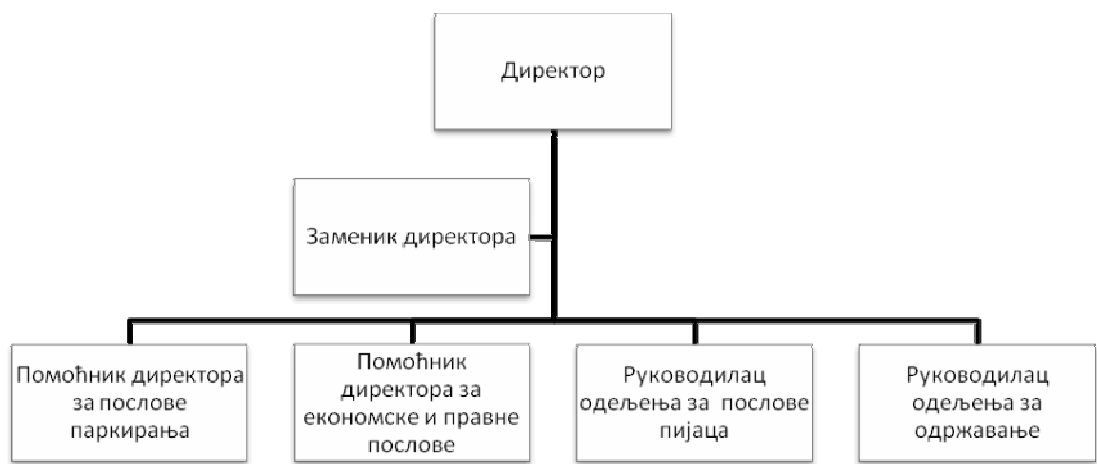 Директор
Заменик директора
Помоћник директора
за послове
паркирања
Помоћник
директора за
економске и правне
послове
Руководилац
одељења за послове
пијаца
Руководилац
одељења за
одржавање